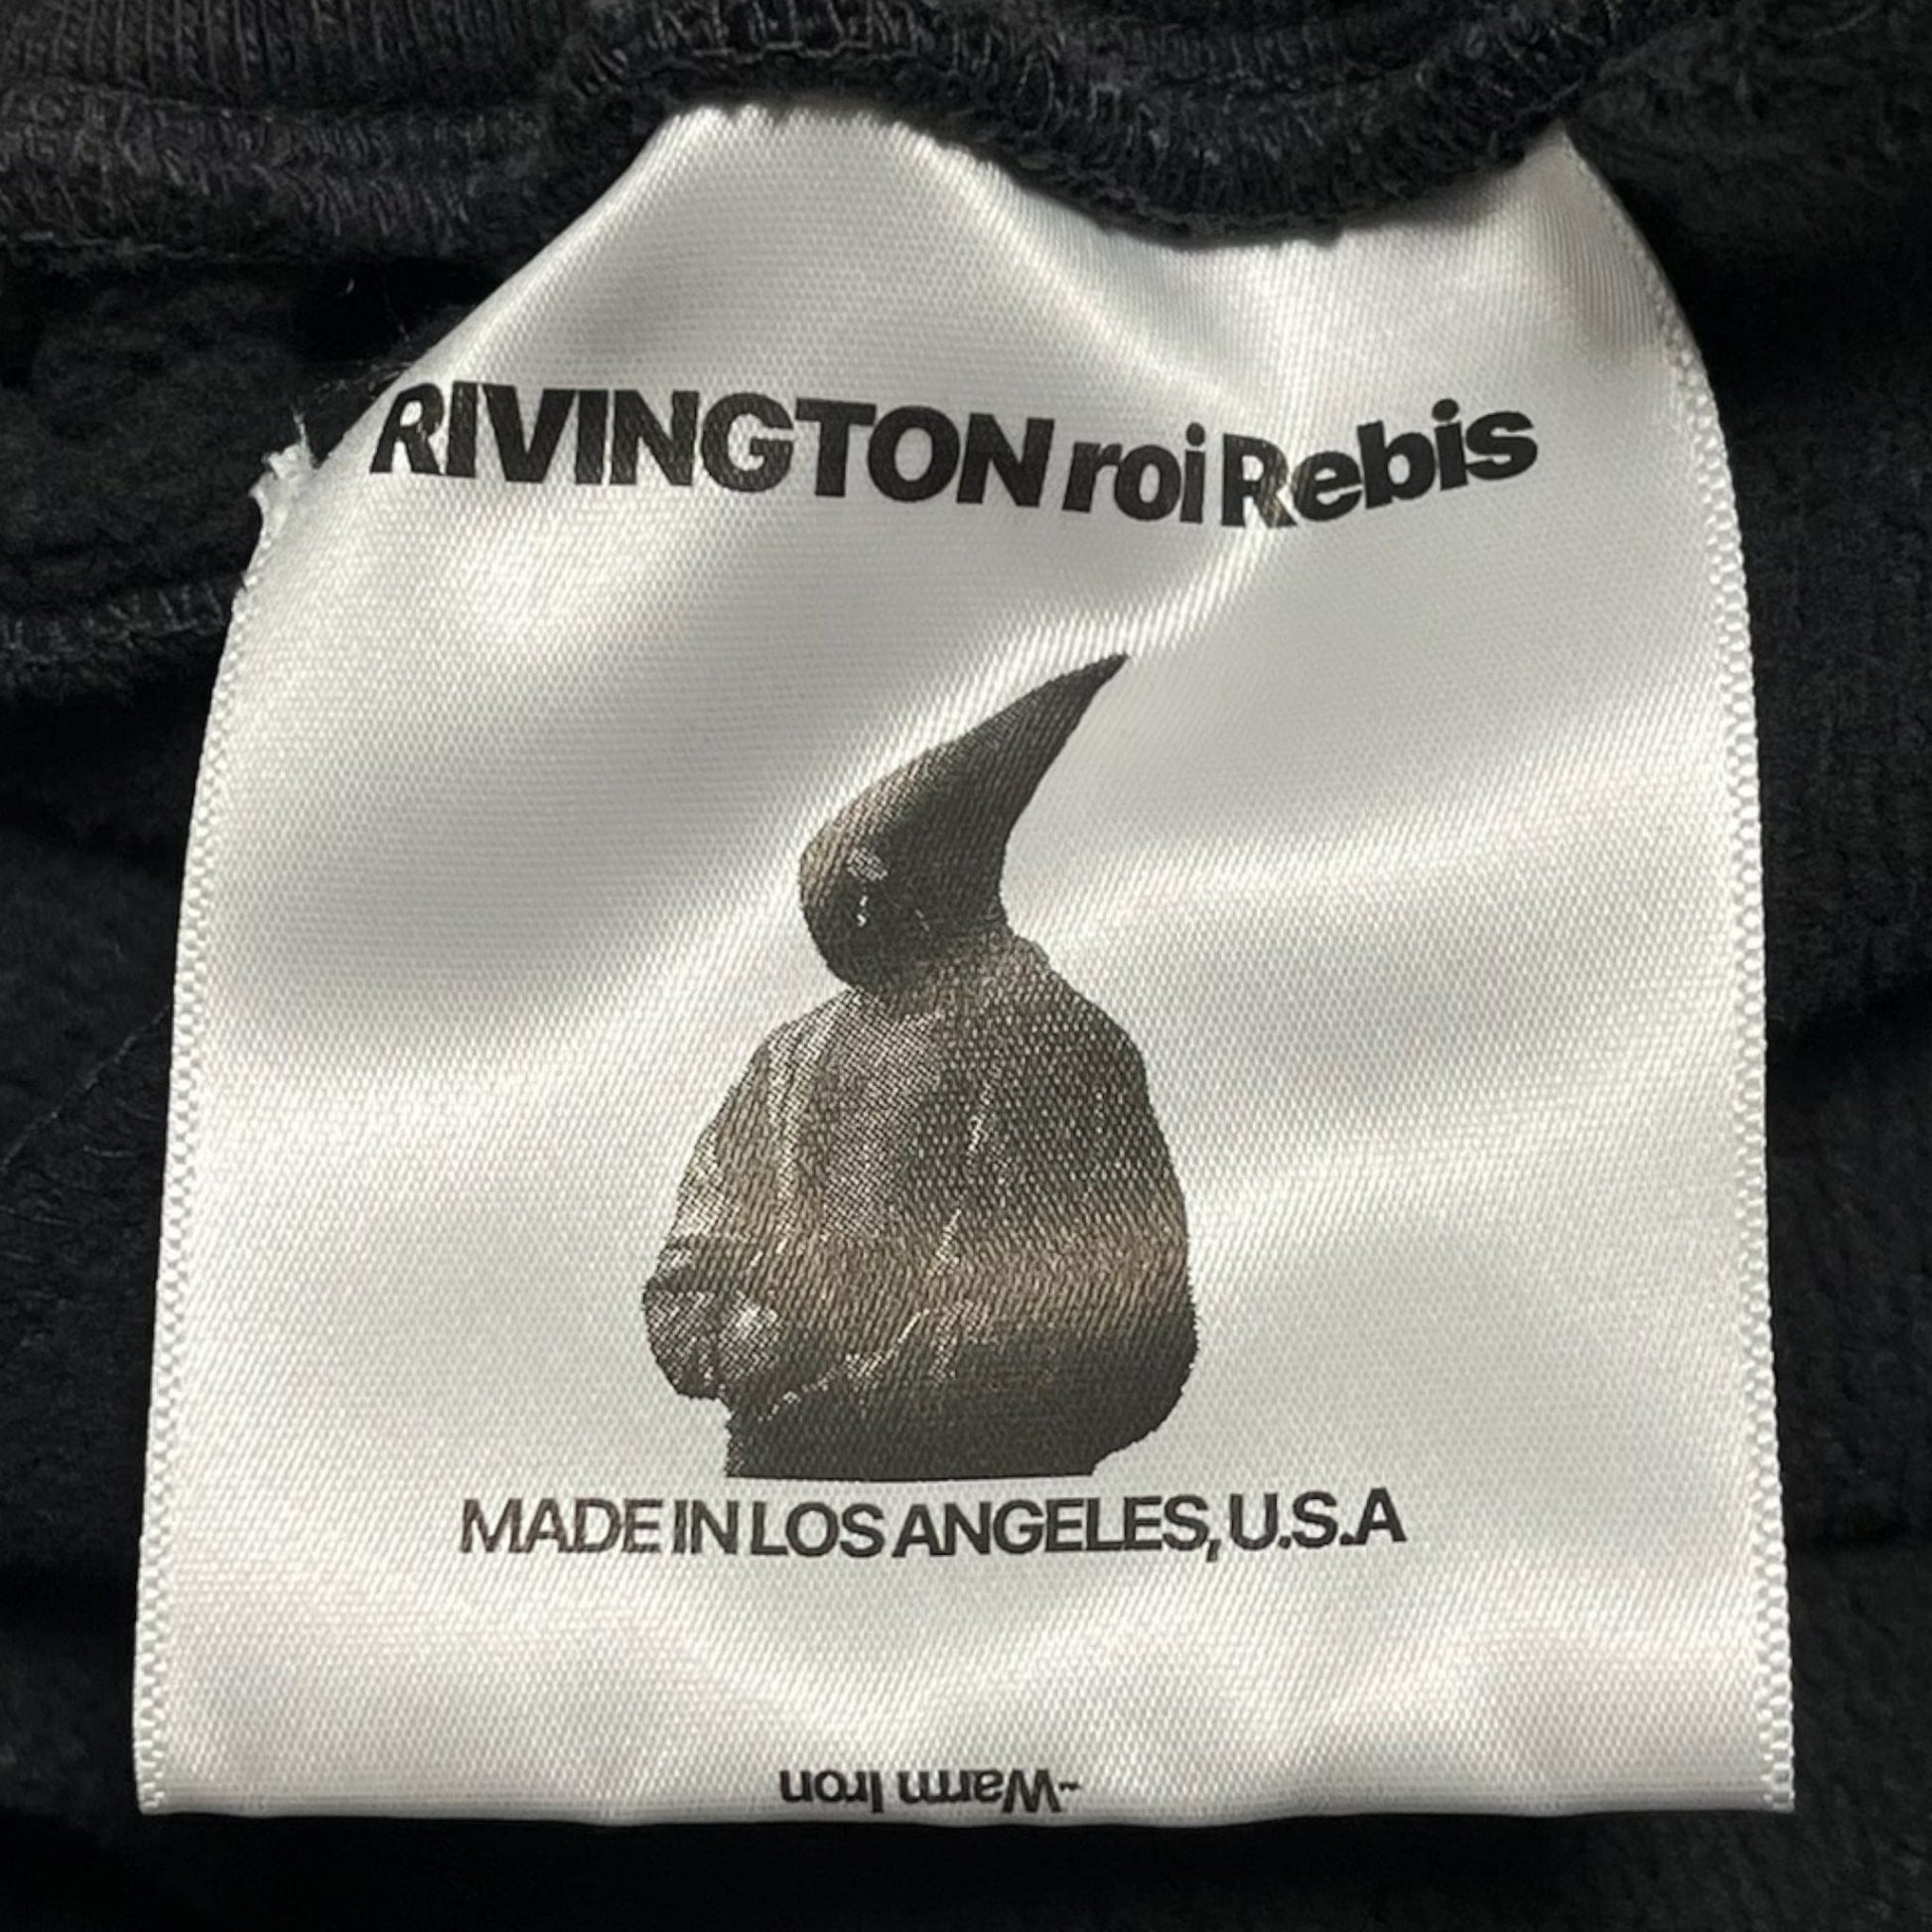 RIVINGTON roi Rebis
MADE IN LOS ANGELES, U.S.A
-Warm Iron